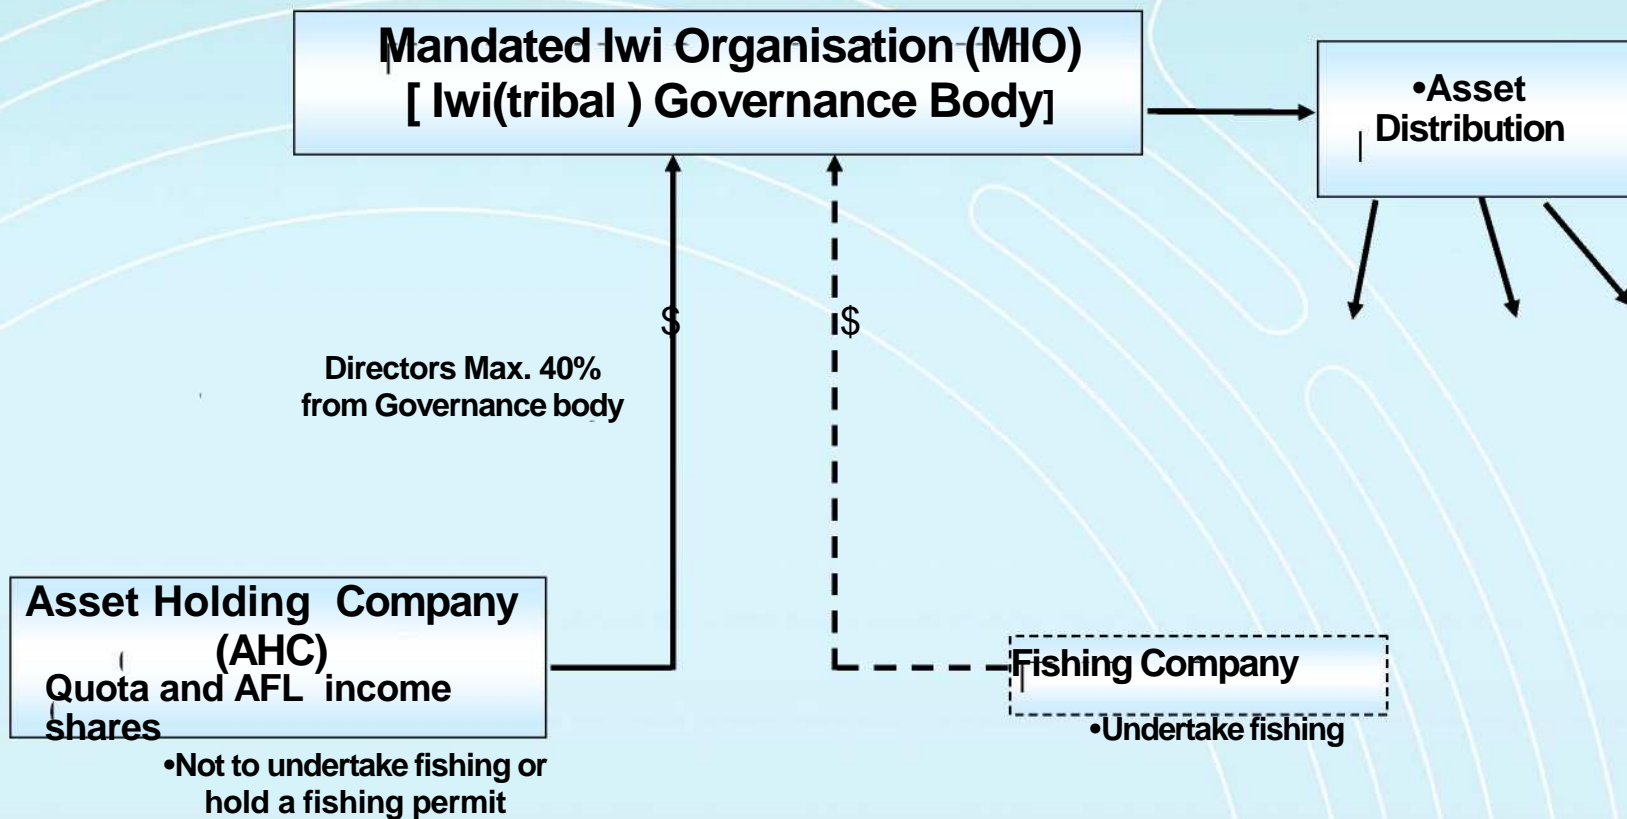 Mandated Iwi Organisation (MIO)
[ Iwi(tribal ) Governance Body]
•Asset
Distribution
$
$
Directors Max. 40%
from Governance body
Asset Holding Company
(AHC)
Quota and AFL income
shares
•Not to undertake fishing or
hold a fishing permit
Fishing Company
•Undertake fishing